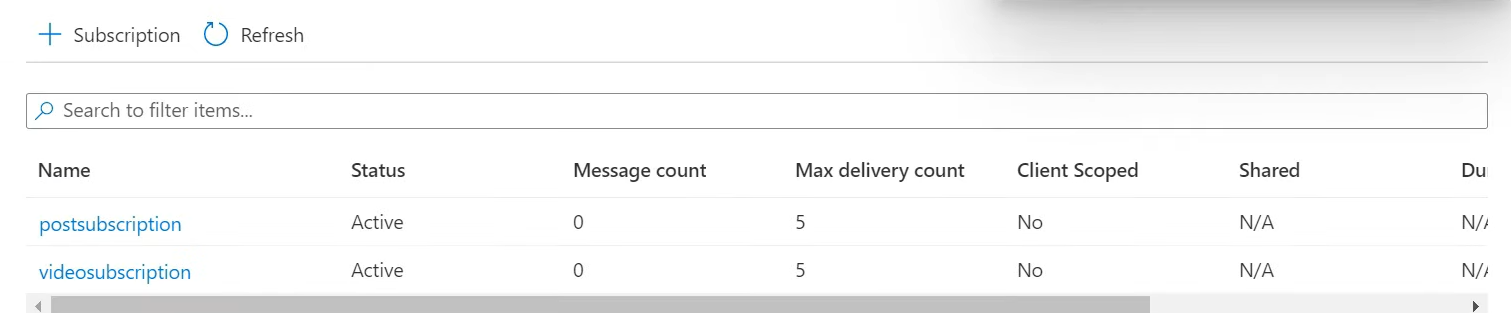 Subscription Refresh
Search to filter items...
Name Status Message count Max delivery count Client Scoped Shared
postsubscription Active 0 5 No N/A
videosubscription Active 0 5 No N/A